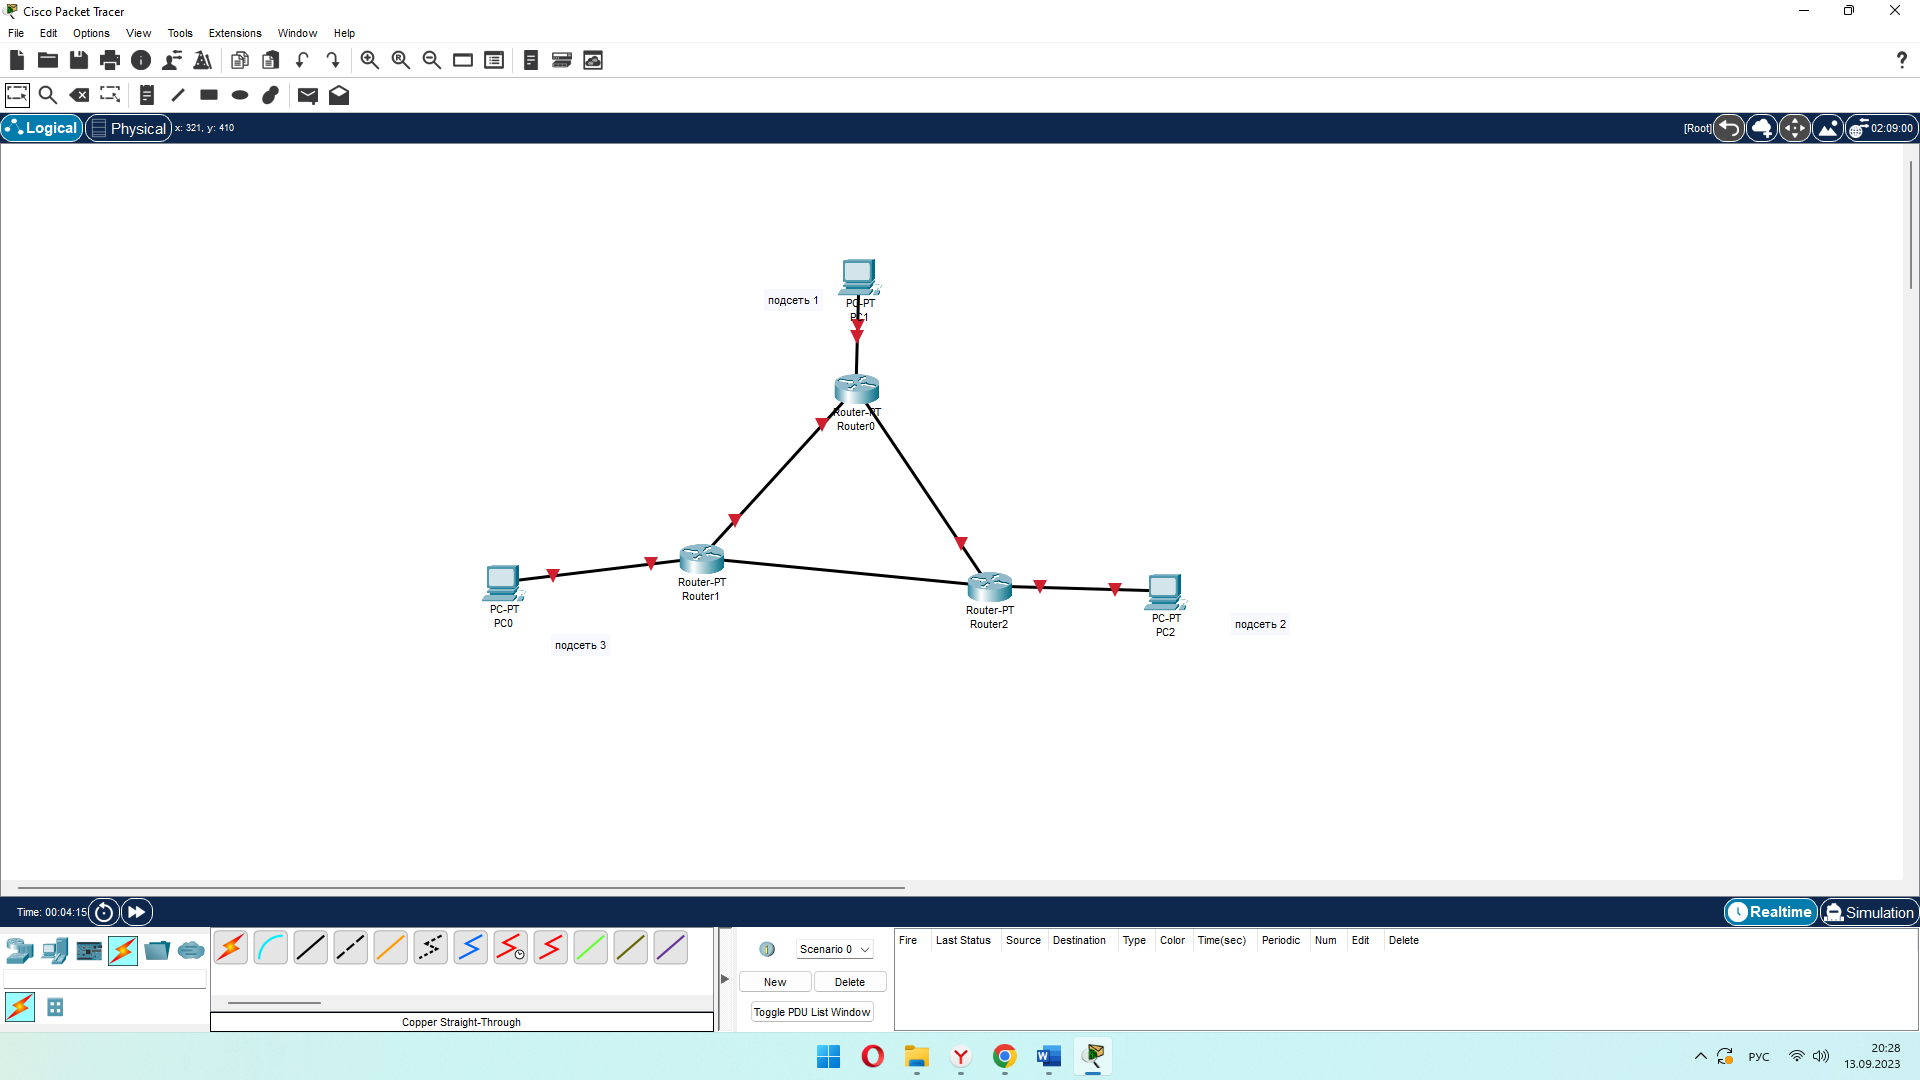 Cisco Packet Tracer
File Edit Options View Tools Extensions Window Help
Logical Physical x: 321, y: 410 [Root] 02:09:00
подсеть 1
PC-PT
PC1
Router-PT
Router0
Router-PT
Router1
Router-PT
Router2
PC-PT
PC0
PC-PT
PC2
подсеть 2
подсеть 3
Time: 00:04:15 Realtime Simulation
Scenario 0
New Delete
Toggle PDU List Window
Fire Last Status Source Destination Type Color Time(sec) Periodic Num Edit Delete
Copper Straight-Through
РУС
20:28
13.09.2023